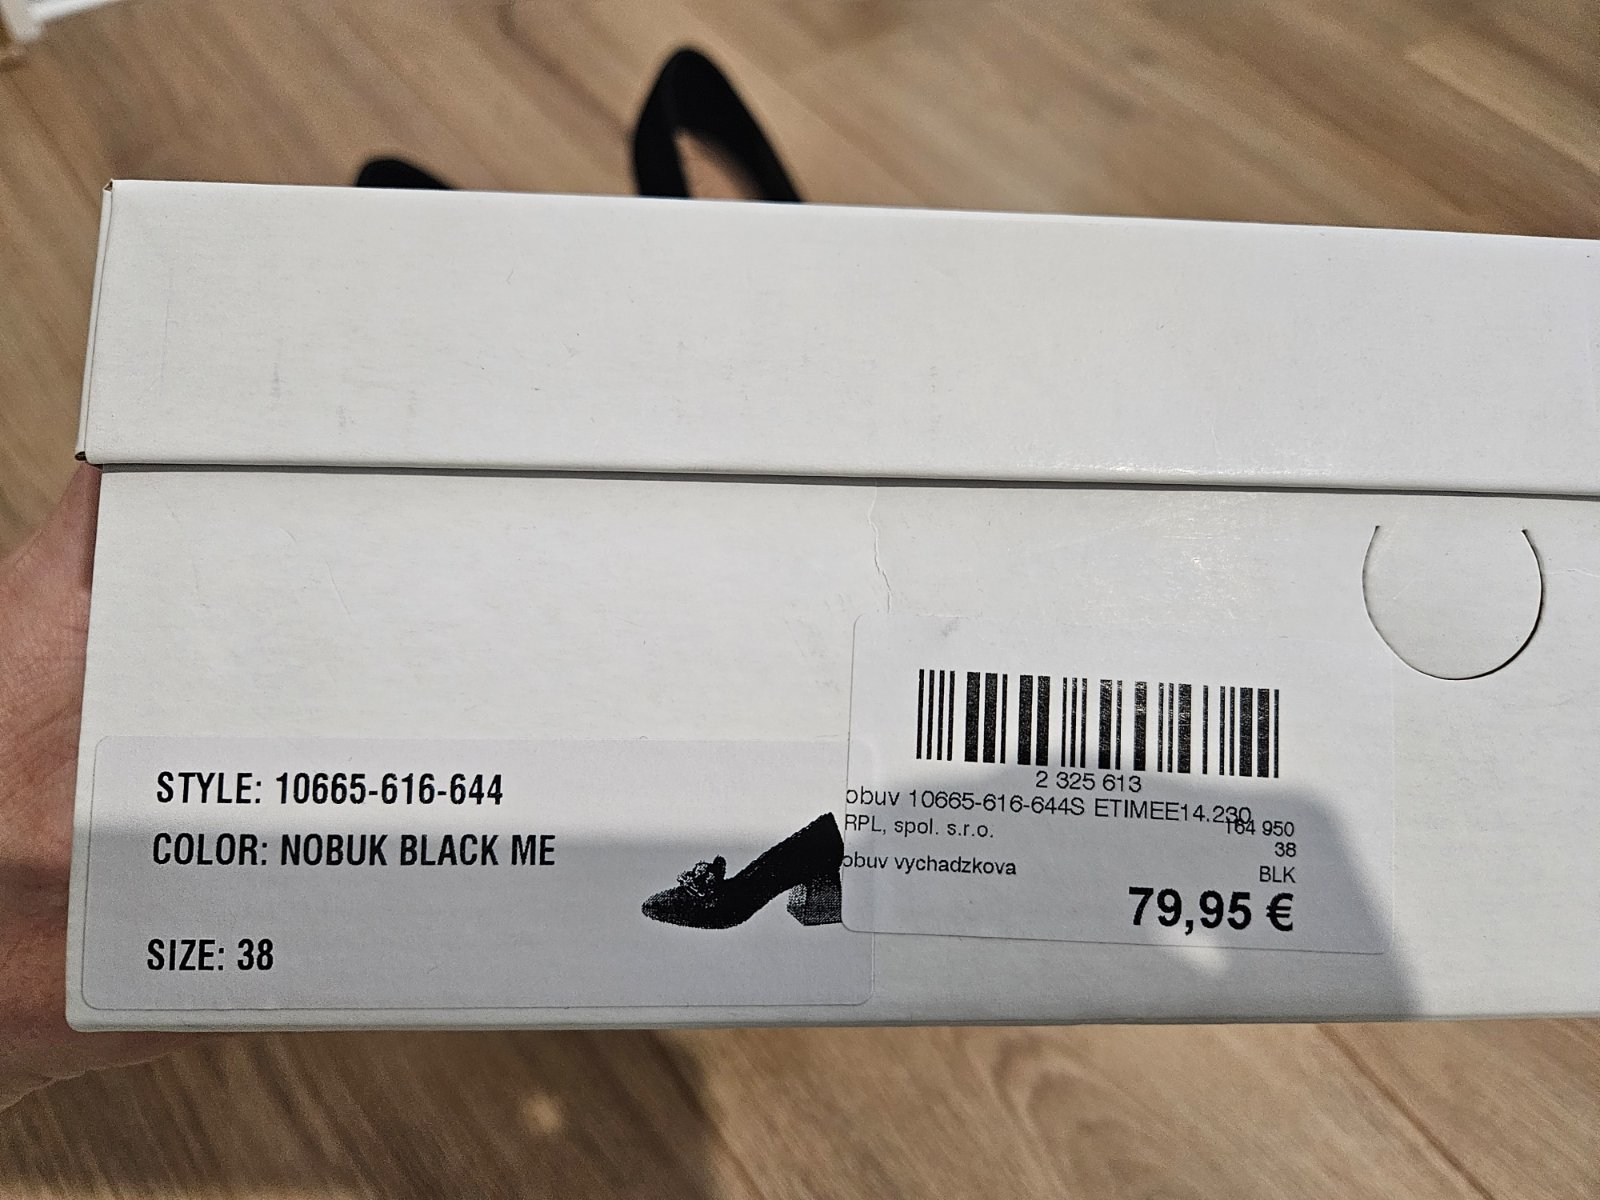 STYLE: 10665-616-644
COLOR: NOBUK BLACK ME
SIZE: 38
2 325 613
obuv 10665-616-644S ETIMEE14.230
164 950
RPL, spol. s.r.o.
38
obuv vychadzkova
BLK
79,95 €